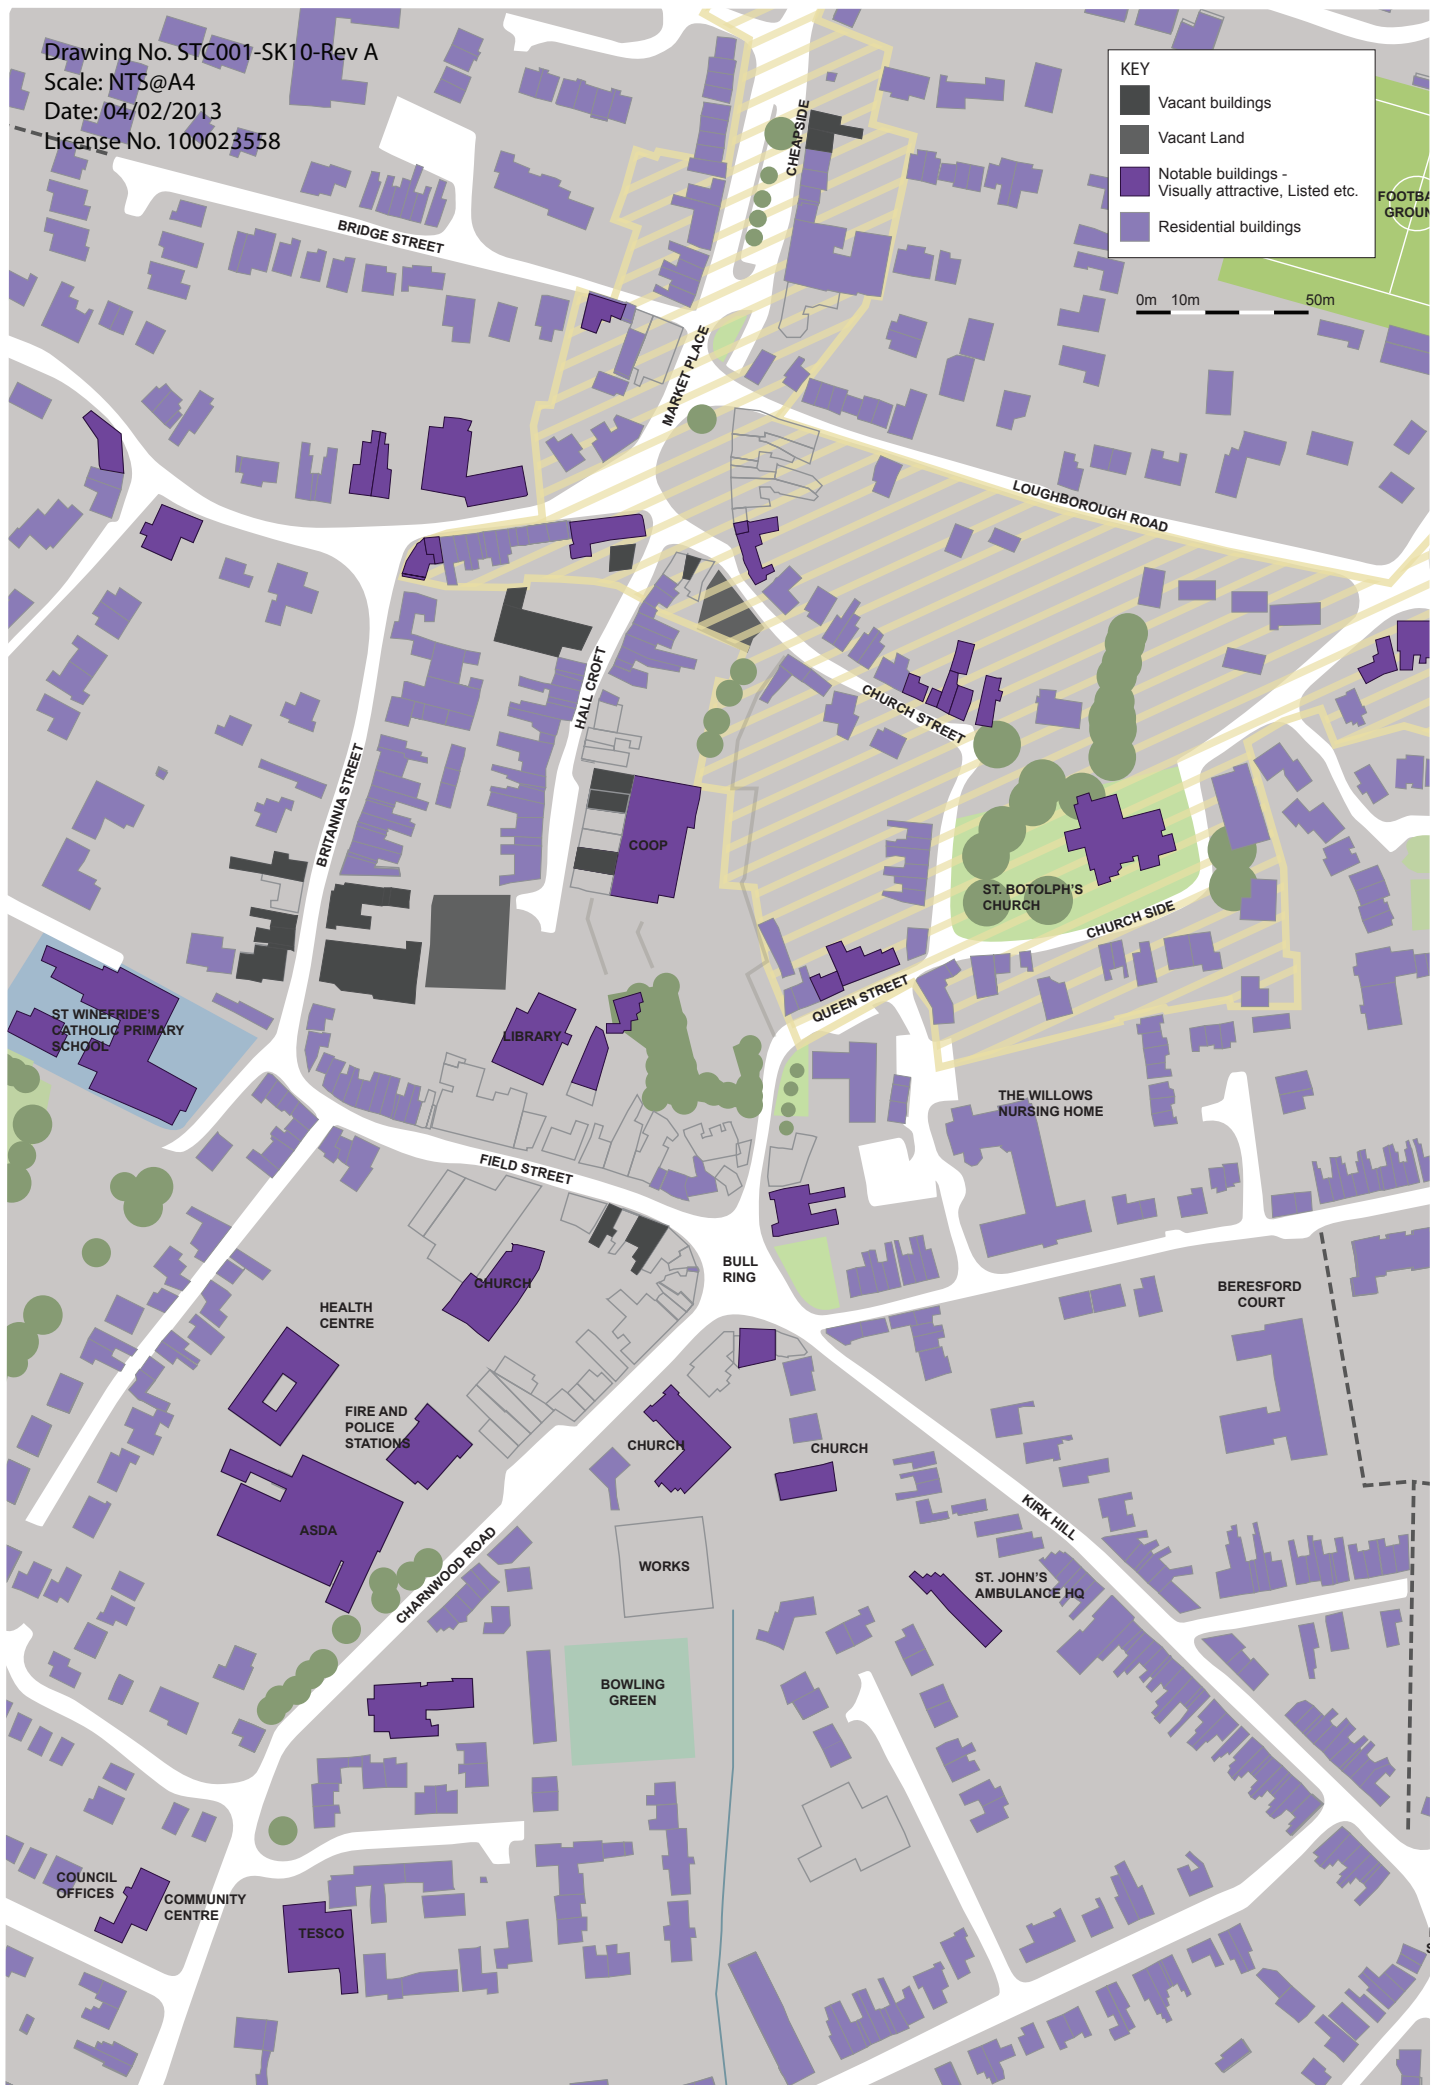 Drawing No. STC001-SK10-Rev A
Scale: NTS@A4
Date: 04/02/2013
License No. 100023558
KEY
Vacant buildings
Vacant Land
Notable buildings -
Visually attractive, Listed etc.
Residential buildings
0m 10m 50m
CHEAPSIDE
BRIDGE STREET
MARKET PLACE
LOUGHBOROUGH ROAD
HALL CROFT
CHURCH STREET
BRITANNIA STREET
COOP
ST. BOTOLPH'S
CHURCH
CHURCH SIDE
QUEEN STREET
ST WINEFRIDE'S
CATHOLIC PRIMARY
SCHOOL
LIBRARY
THE WILLOWS
NURSING HOME
FIELD STREET
BULL
RING
CHURCH
HEALTH
CENTRE
BERESFORD
COURT
FIRE AND
POLICE
STATIONS
CHURCH
CHURCH
ASDA
KIRK HILL
CHARNWOOD ROAD
WORKS
ST. JOHN'S
AMBULANCE HQ
BOWLING
GREEN
COUNCIL
OFFICES
COMMUNITY
CENTRE
TESCO